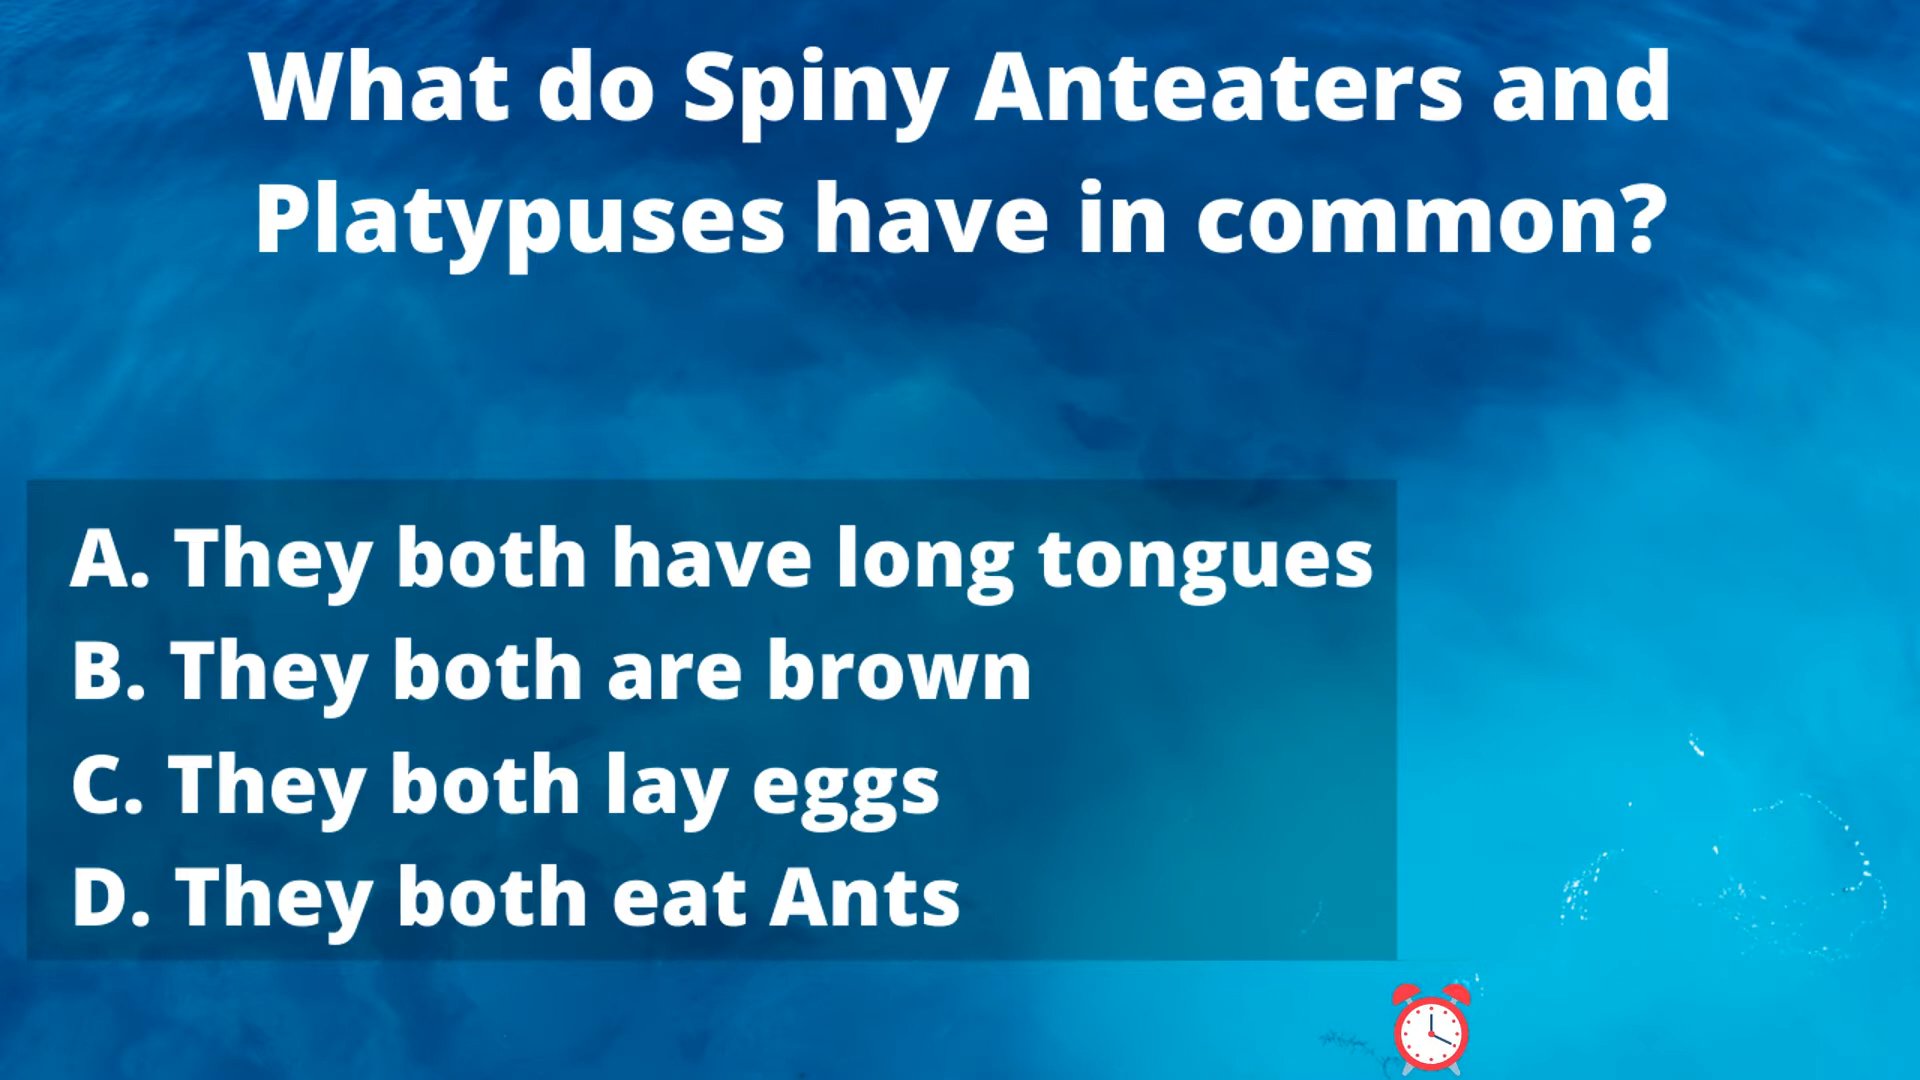 What do Spiny Anteaters and
Platypuses have in common?
A. They both have long tongues
B. They both are brown
C. They both lay eggs
D. They both eat Ants